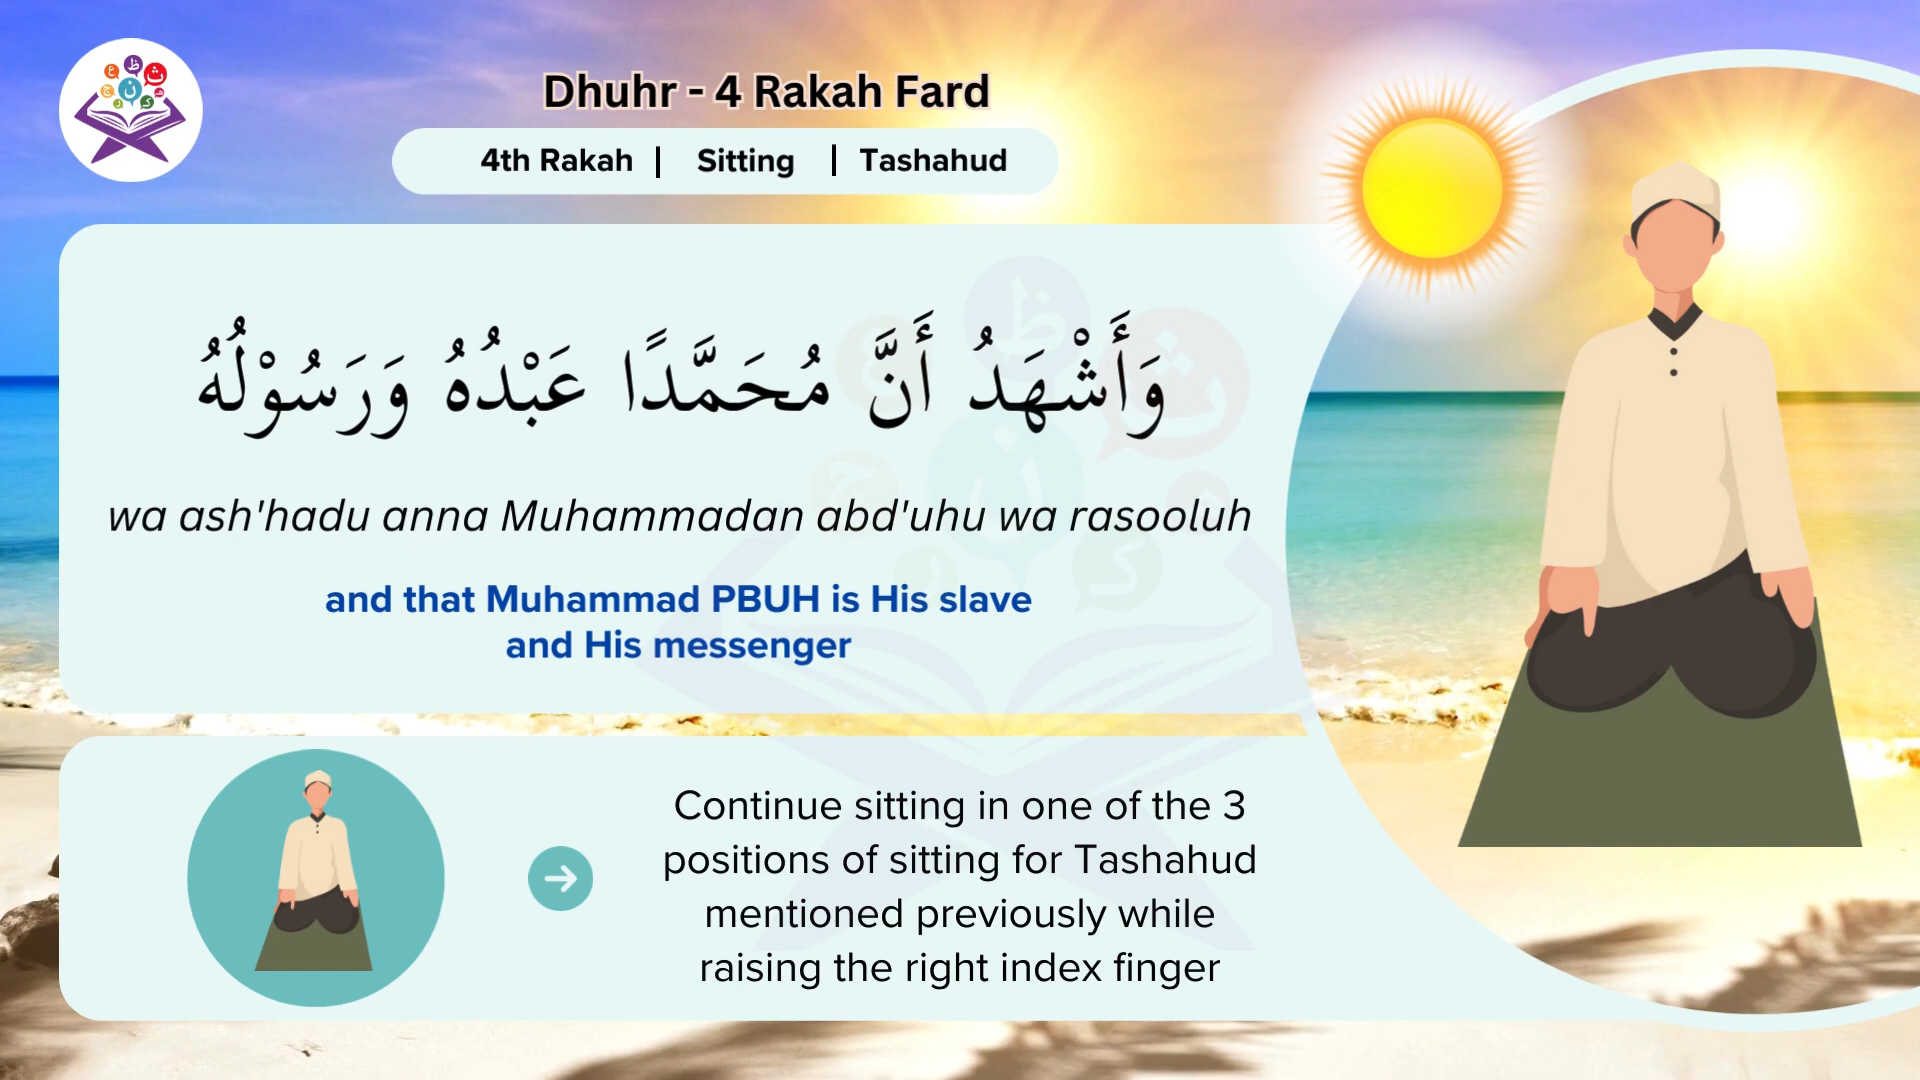 Dhuhr - 4 Rakah Fard
4th Rakah | Sitting | Tashahud
وَأَشْهَدُ أَنَّ مُحَمَّدًا عَبْدُهُ وَرَسُوْلُهُ
wa ash'hadu anna Muhammadan abd'uhu wa rasooluh
and that Muhammad PBUH is His slave
and His messenger
Continue sitting in one of the 3
positions of sitting for Tashahud
mentioned previously while
raising the right index finger